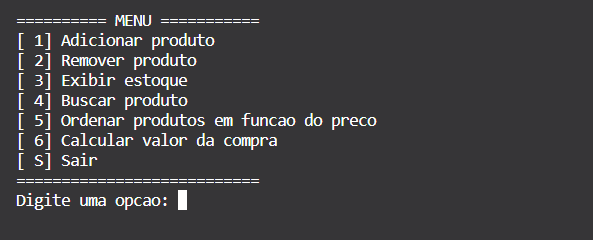 ========== MENU ===========
[ 1] Adicionar produto
[ 2] Remover produto
[ 3] Exibir estoque
[ 4] Buscar produto
[ 5] Ordenar produtos em funcao do preco
[ 6] Calcular valor da compra
[ S] Sair
===========================
Digite uma opcao: